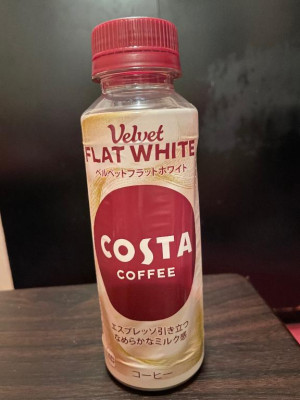 Velvet
FLAT WHITE
ベルベットフラットホワイト
COSTA
COFFEE
エスプレッソ引き立つ
なめらかなミルク感
コーヒー